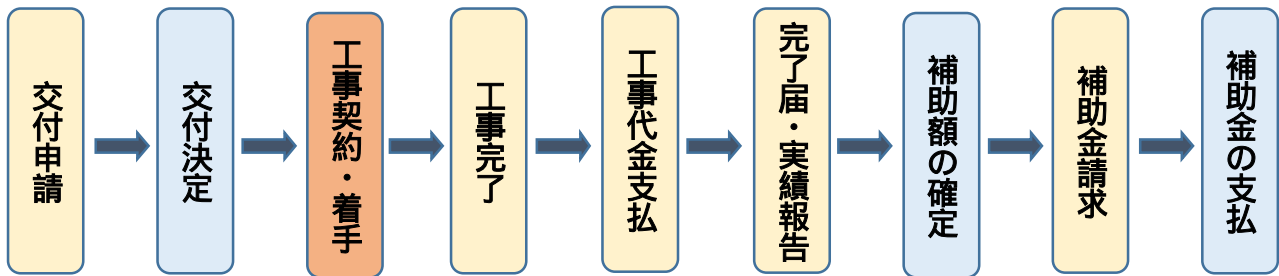 交付申請
交付決定
工事契約・着手
工事完了
工事代金支払
完了届・実績報告
補助額の確定
補助金請求
補助金の支払